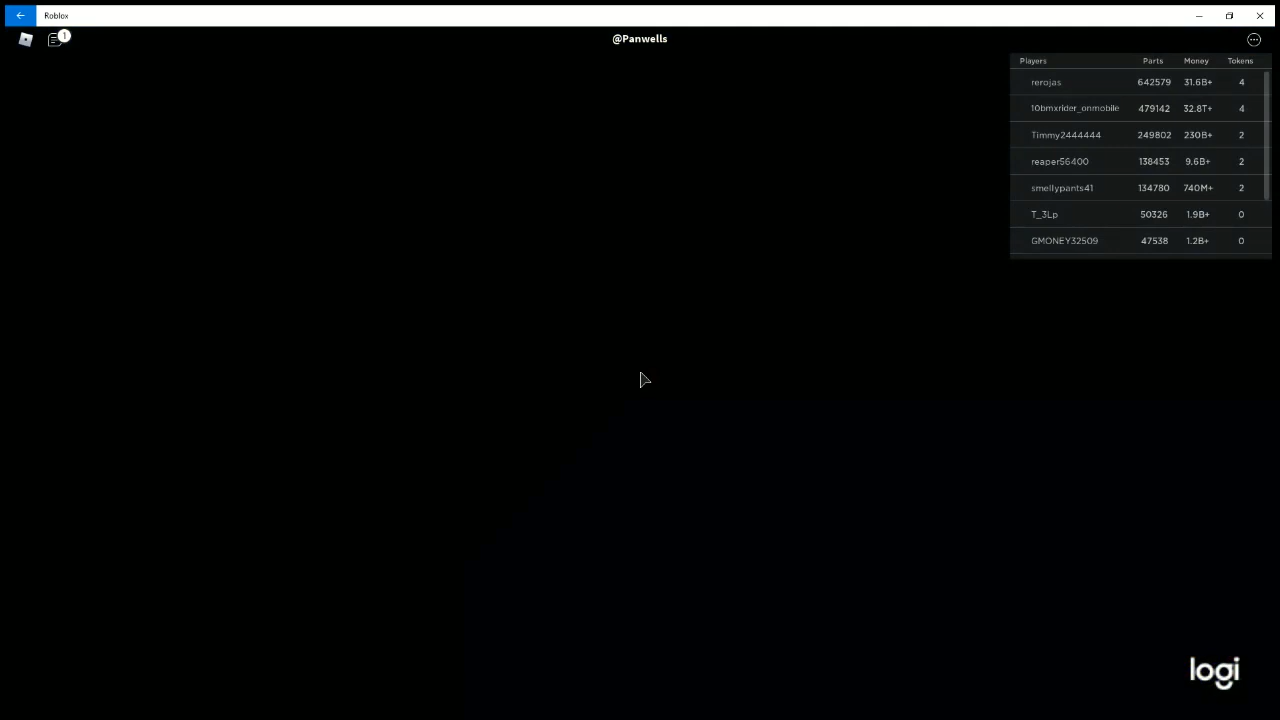 Roblox
1
@Panwells
Players Parts Money Tokens
rerojas 642579 31.6B+ 4
10bmxrider_onmobile 479142 32.8T+ 4
Timmy2444444 249802 230B+ 2
reaper56400 138453 9.6B+ 2
smellypants41 134780 740M+ 2
T_3Lp 50326 1.9B+ 0
GMONEY32509 47538 1.2B+ 0
logi